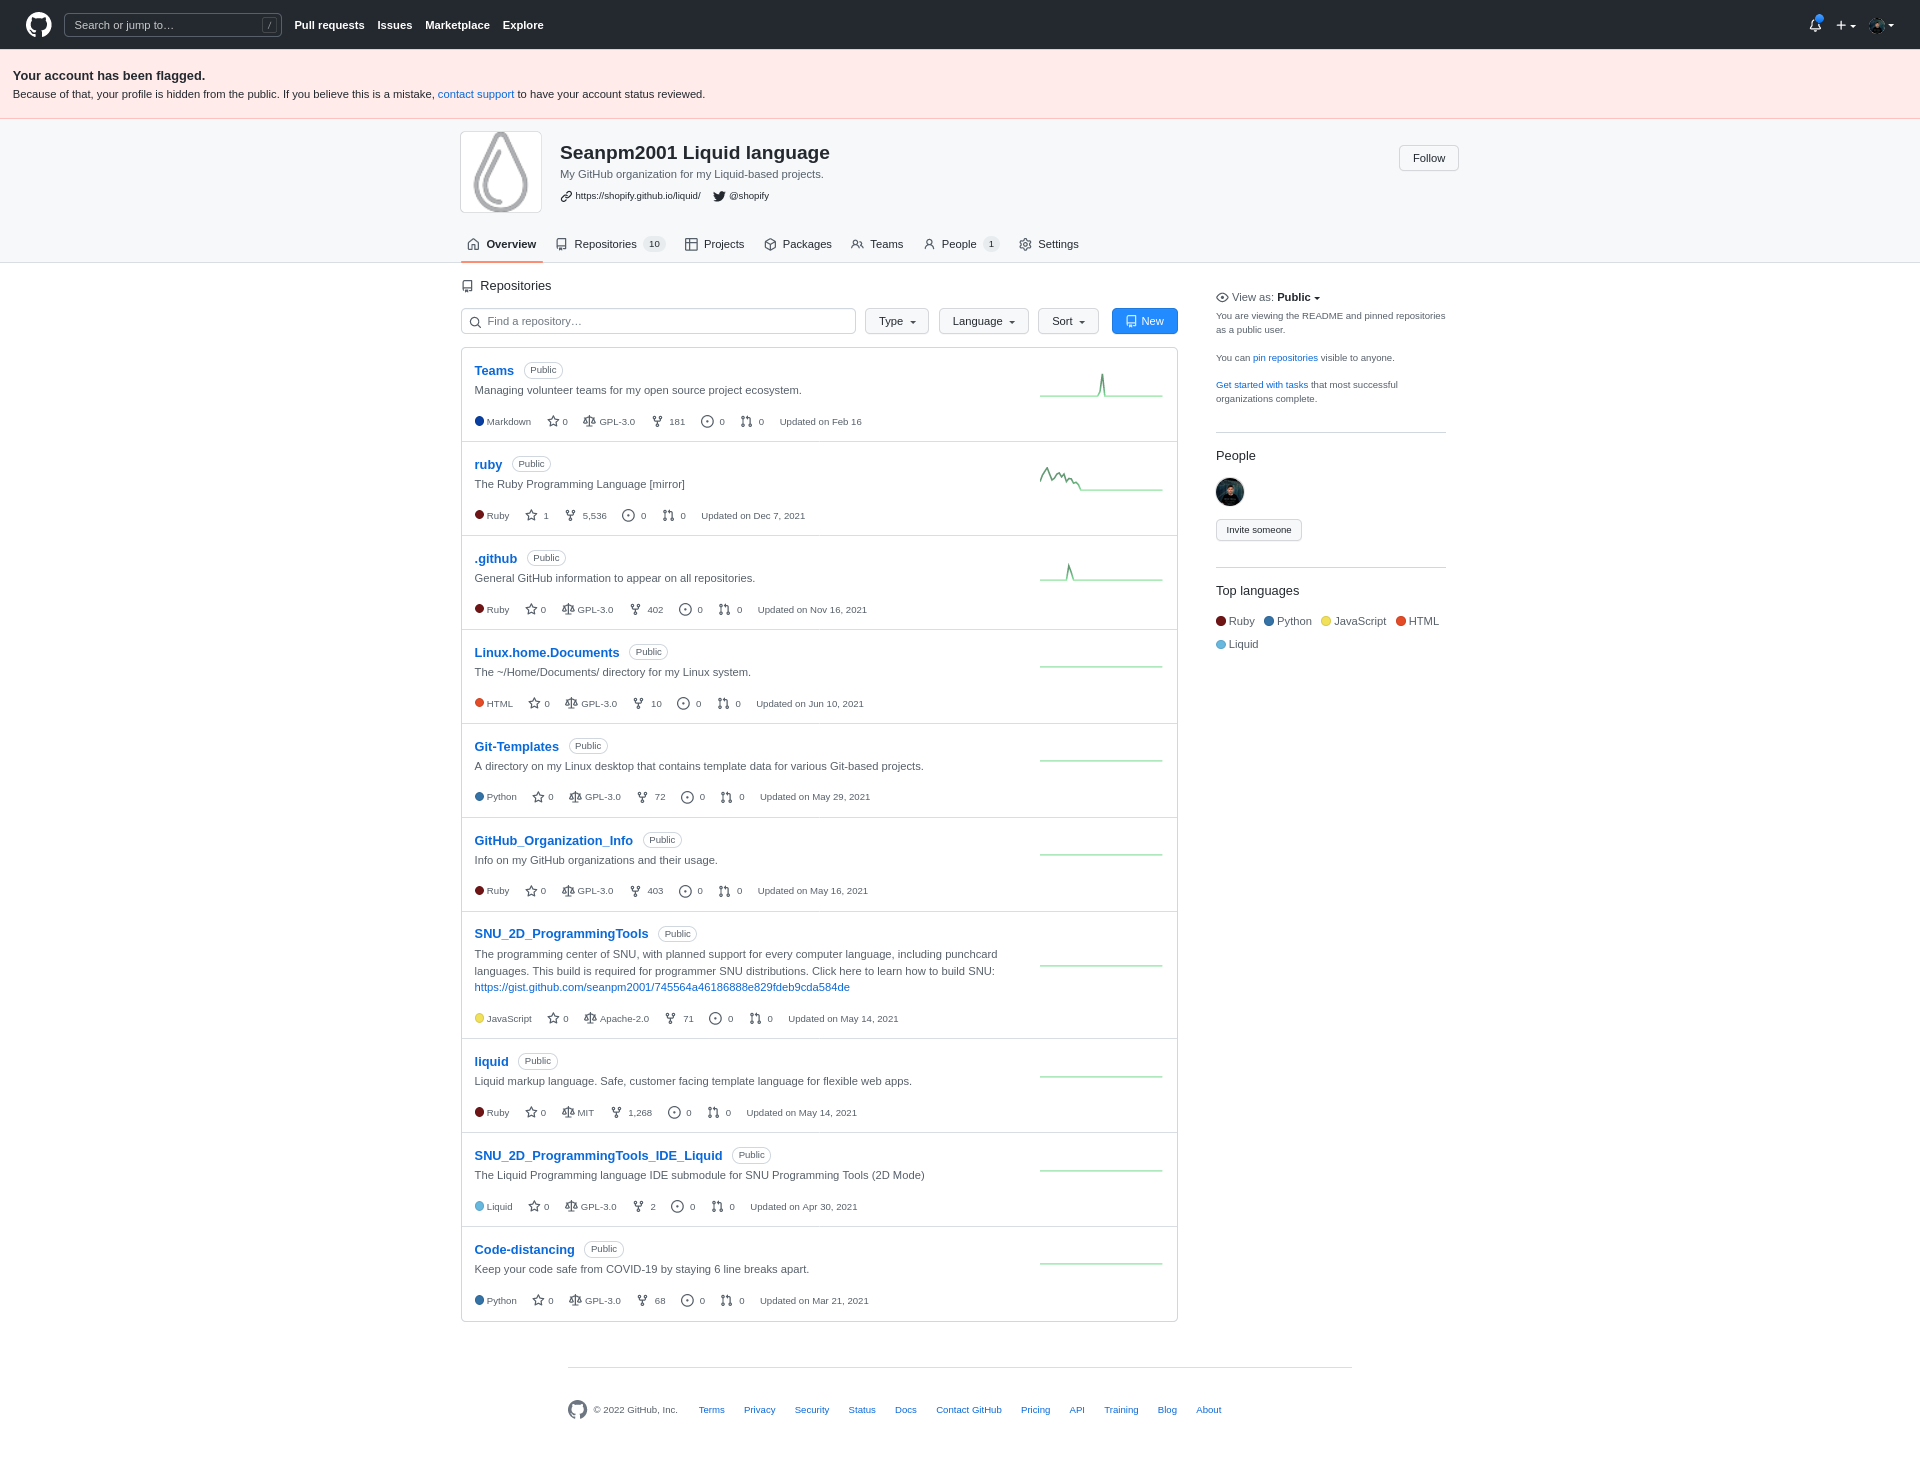 Search or jump to…
/
Pull requests
Issues
Marketplace
Explore
Your account has been flagged.
Because of that, your profile is hidden from the public. If you believe this is a mistake, contact support to have your account status reviewed.
Seanpm2001 Liquid language
My GitHub organization for my Liquid-based projects.
https://shopify.github.io/liquid/ @shopify
Follow
Overview
Repositories 10
Projects
Packages
Teams
People 1
Settings
Repositories
Find a repository…
Type
Language
Sort
New
Teams Public
Managing volunteer teams for my open source project ecosystem.
Markdown 0 GPL-3.0 181 0 0 Updated on Feb 16
ruby Public
The Ruby Programming Language [mirror]
Ruby 1 5,536 0 0 Updated on Dec 7, 2021
.github Public
General GitHub information to appear on all repositories.
Ruby 0 GPL-3.0 402 0 0 Updated on Nov 16, 2021
Linux.home.Documents Public
The ~/Home/Documents/ directory for my Linux system.
HTML 0 GPL-3.0 10 0 0 Updated on Jun 10, 2021
Git-Templates Public
A directory on my Linux desktop that contains template data for various Git-based projects.
Python 0 GPL-3.0 72 0 0 Updated on May 29, 2021
GitHub_Organization_Info Public
Info on my GitHub organizations and their usage.
Ruby 0 GPL-3.0 403 0 0 Updated on May 16, 2021
SNU_2D_ProgrammingTools Public
The programming center of SNU, with planned support for every computer language, including punchcard
languages. This build is required for programmer SNU distributions. Click here to learn how to build SNU:
https://gist.github.com/seanpm2001/745564a46186888e829fdeb9cda584de
JavaScript 0 Apache-2.0 71 0 0 Updated on May 14, 2021
liquid Public
Liquid markup language. Safe, customer facing template language for flexible web apps.
Ruby 0 MIT 1,268 0 0 Updated on May 14, 2021
SNU_2D_ProgrammingTools_IDE_Liquid Public
The Liquid Programming language IDE submodule for SNU Programming Tools (2D Mode)
Liquid 0 GPL-3.0 2 0 0 Updated on Apr 30, 2021
Code-distancing Public
Keep your code safe from COVID-19 by staying 6 line breaks apart.
Python 0 GPL-3.0 68 0 0 Updated on Mar 21, 2021
View as: Public
You are viewing the README and pinned repositories
as a public user.
You can pin repositories visible to anyone.
Get started with tasks that most successful
organizations complete.
People
Invite someone
Top languages
Ruby Python JavaScript HTML
Liquid
© 2022 GitHub, Inc.
Terms
Privacy
Security
Status
Docs
Contact GitHub
Pricing
API
Training
Blog
About